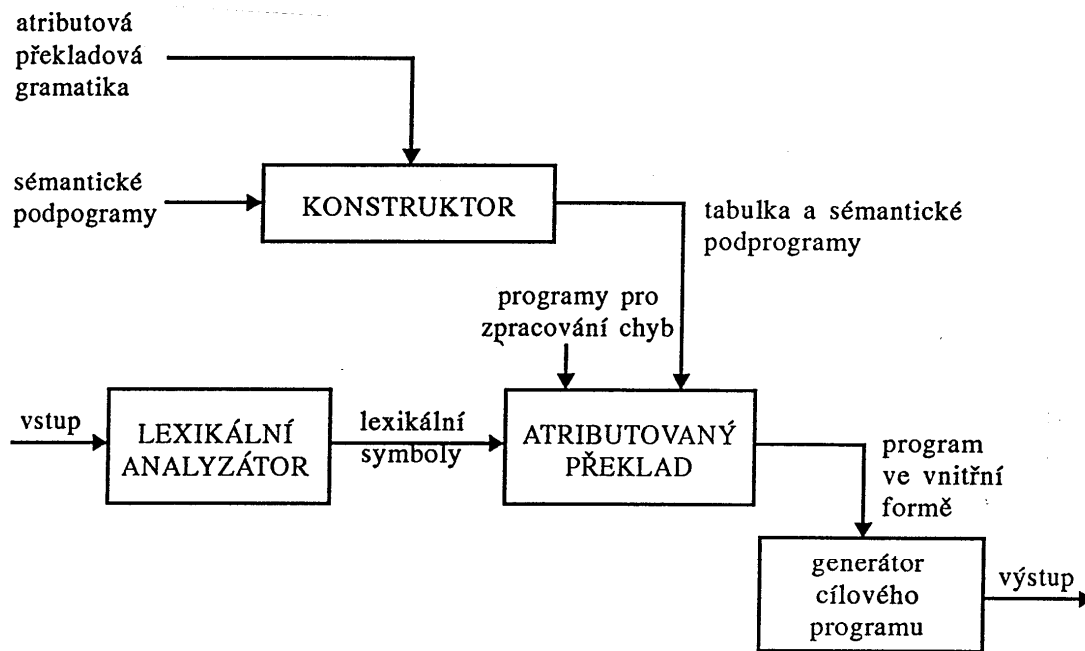 atributová
překladová
gramatika
sémantické
podpogramy
KONSTRUKTOR
tabulka a sémantické
podprogramy
programy pro
zpracování chyb
vstup
LEXIKÁLNÍ
ANALYZÁTOR
lexikální
symboly
ATRIBUTOVANÝ
PŘEKLAD
program
ve vnitřní
formě
generátor
cílového
programu
výstup